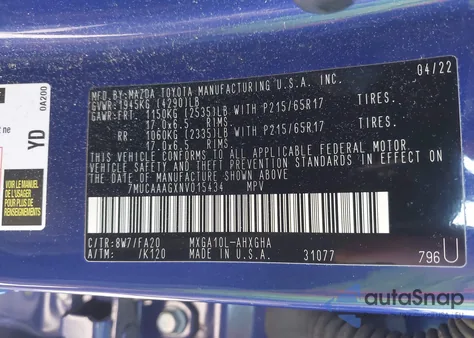 MFD.BY:MAZDA TOYOTA MANUFACTURING U.S.A. INC. 04/22
GVWR:1945KG (4290)LB
GAWR:FRT. 1150KG (2535)LB WITH P215/65R17 TIRES.
17.0x6.5 RIMS
RR. 1060KG (2335)LB WITH P215/65R17 TIRES.
17.0x6.5 RIMS
THIS VEHICLE CONFORMS TO ALL APPLICABLE FEDERAL MOTOR
VEHICLE SAFETY AND THEFT PREVENTION STANDARDS IN EFFECT
ON THE DATE OF MANUFACTURE SHOWN ABOVE.
7MUCAAAGXNV015434 MPV
C/TR:8W7/FA20 MXGA10L-AHXGHA
A/TM: /K120 MADE IN U.S.A. 31077 796U
0A200
YD
nt ne
VOIR LE MANUEL
DE L'USAGER
POUR PLUS DE
RENSEIGNEMENTS
autoSnap